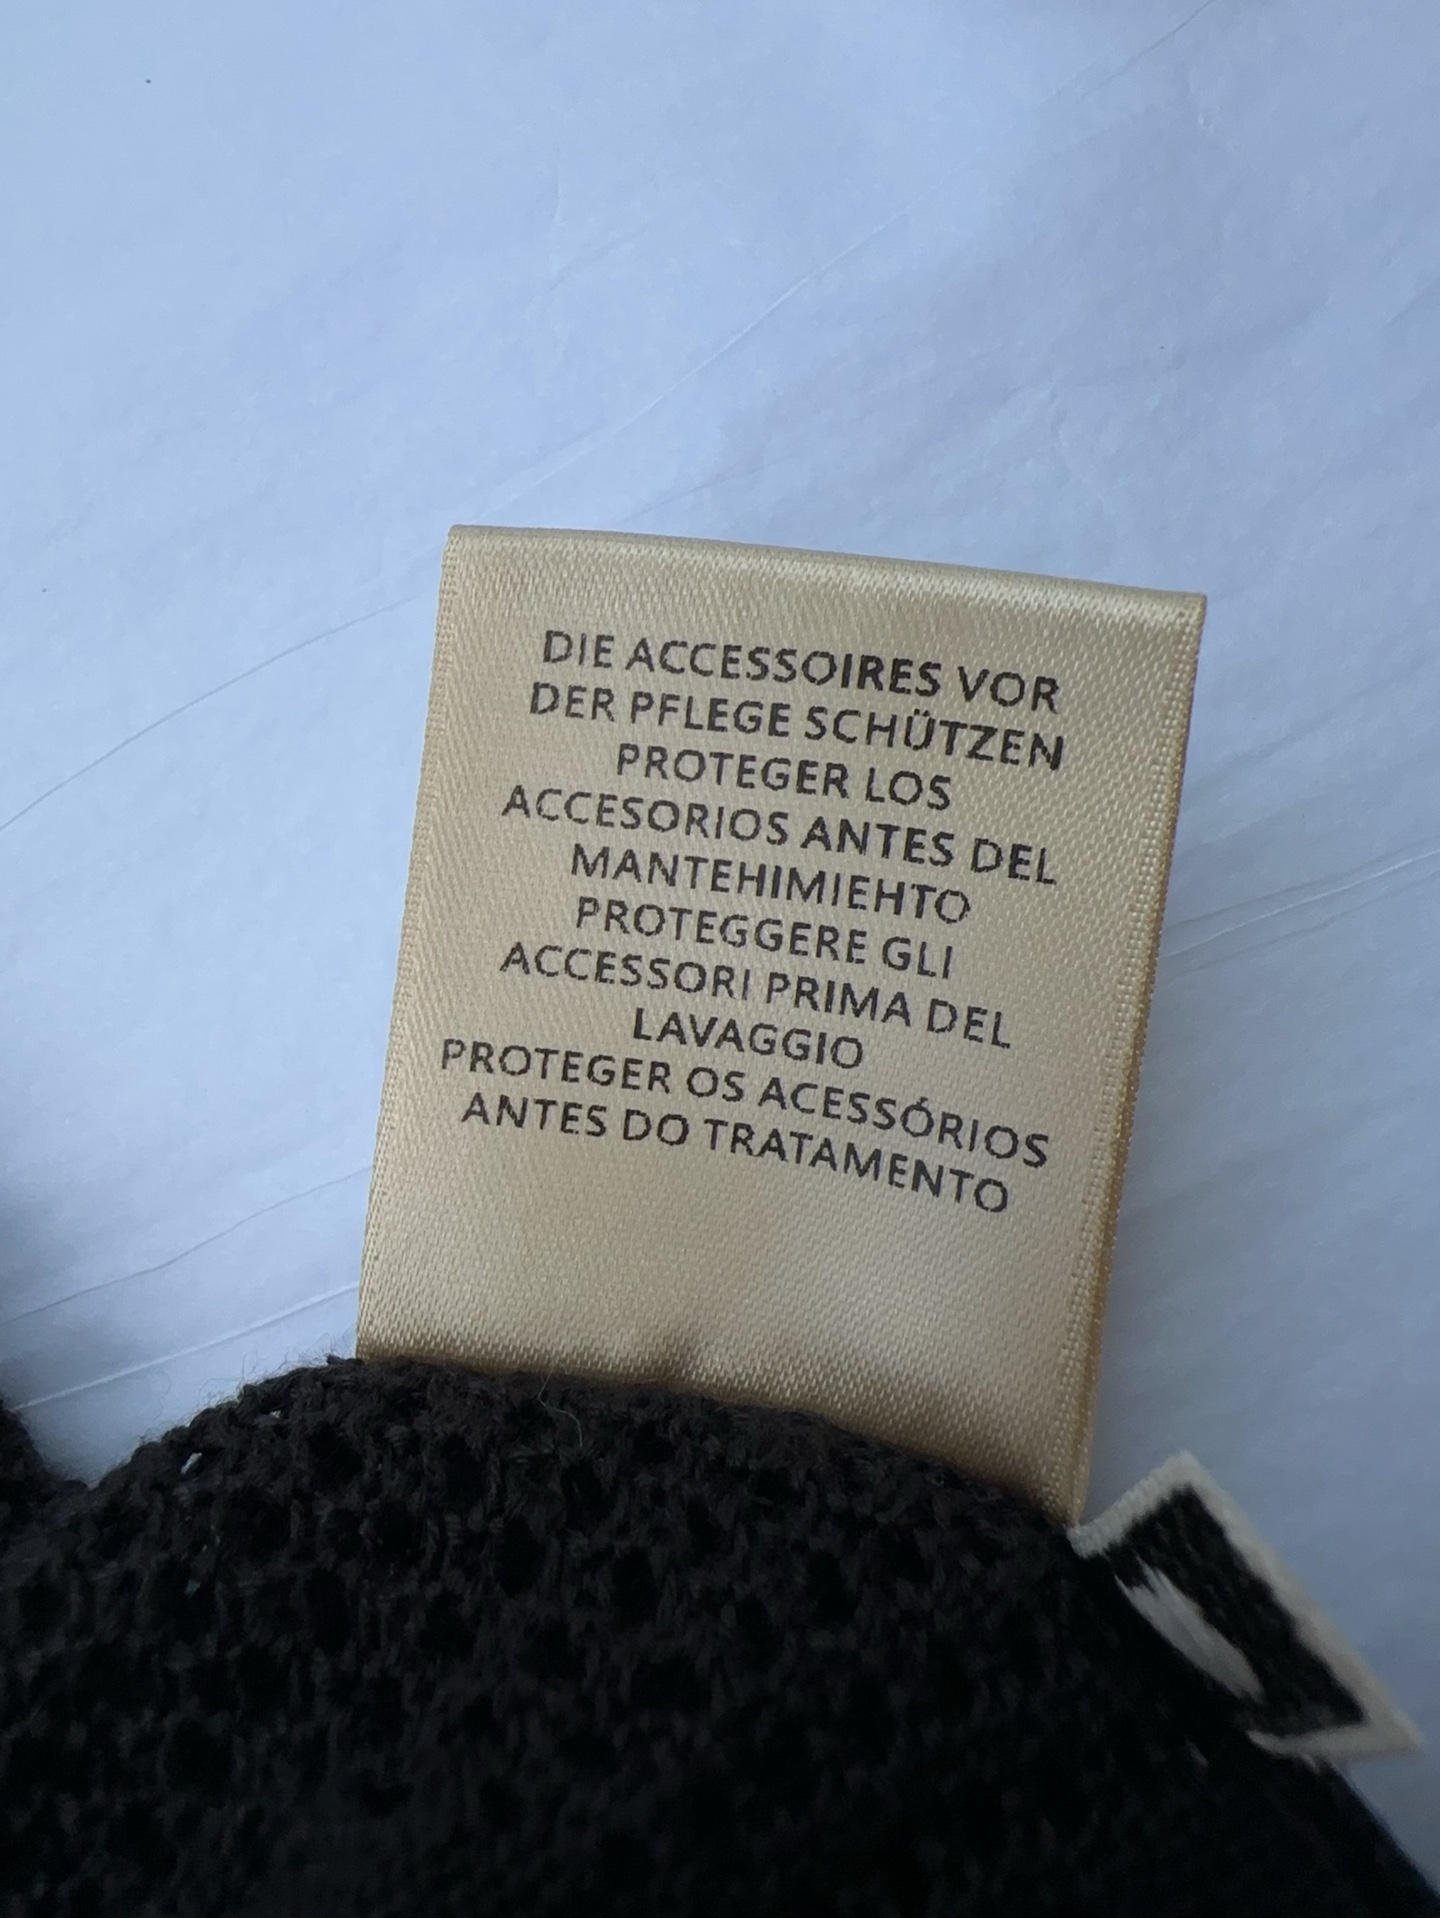 DIE ACCESSOIRES VOR
DER PFLEGE SCHÜTZEN
PROTEGER LOS
ACCESORIOS ANTES DEL
MANTEHIMIEHTO
PROTEGGERE GLI
ACCESSORI PRIMA DEL
LAVAGGIO
PROTEGER OS ACESSÓRIOS
ANTES DO TRATAMENTO